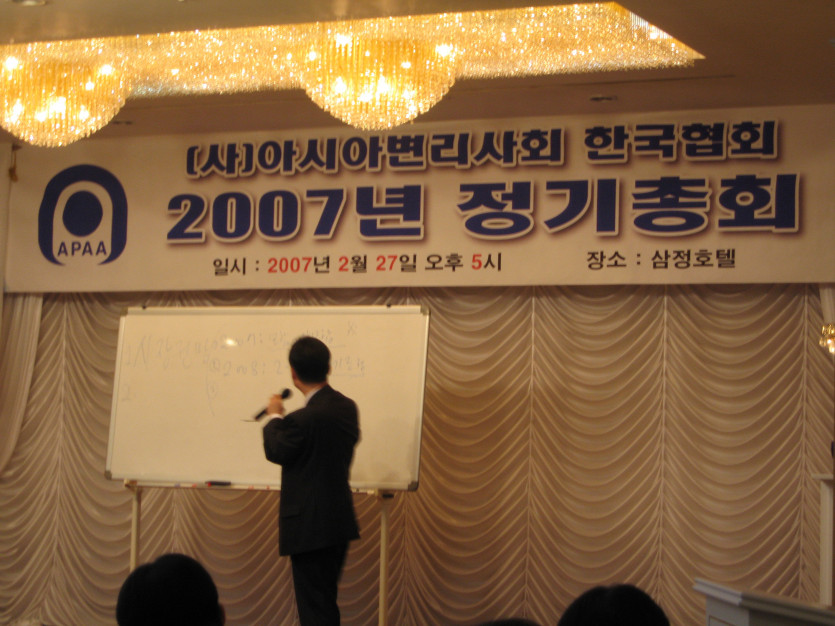 (사)아시아변리사회 한국협회
2007년 정기총회
APAA
일시 : 2007년 2월 27일 오후 5시 장소 : 삼정호텔